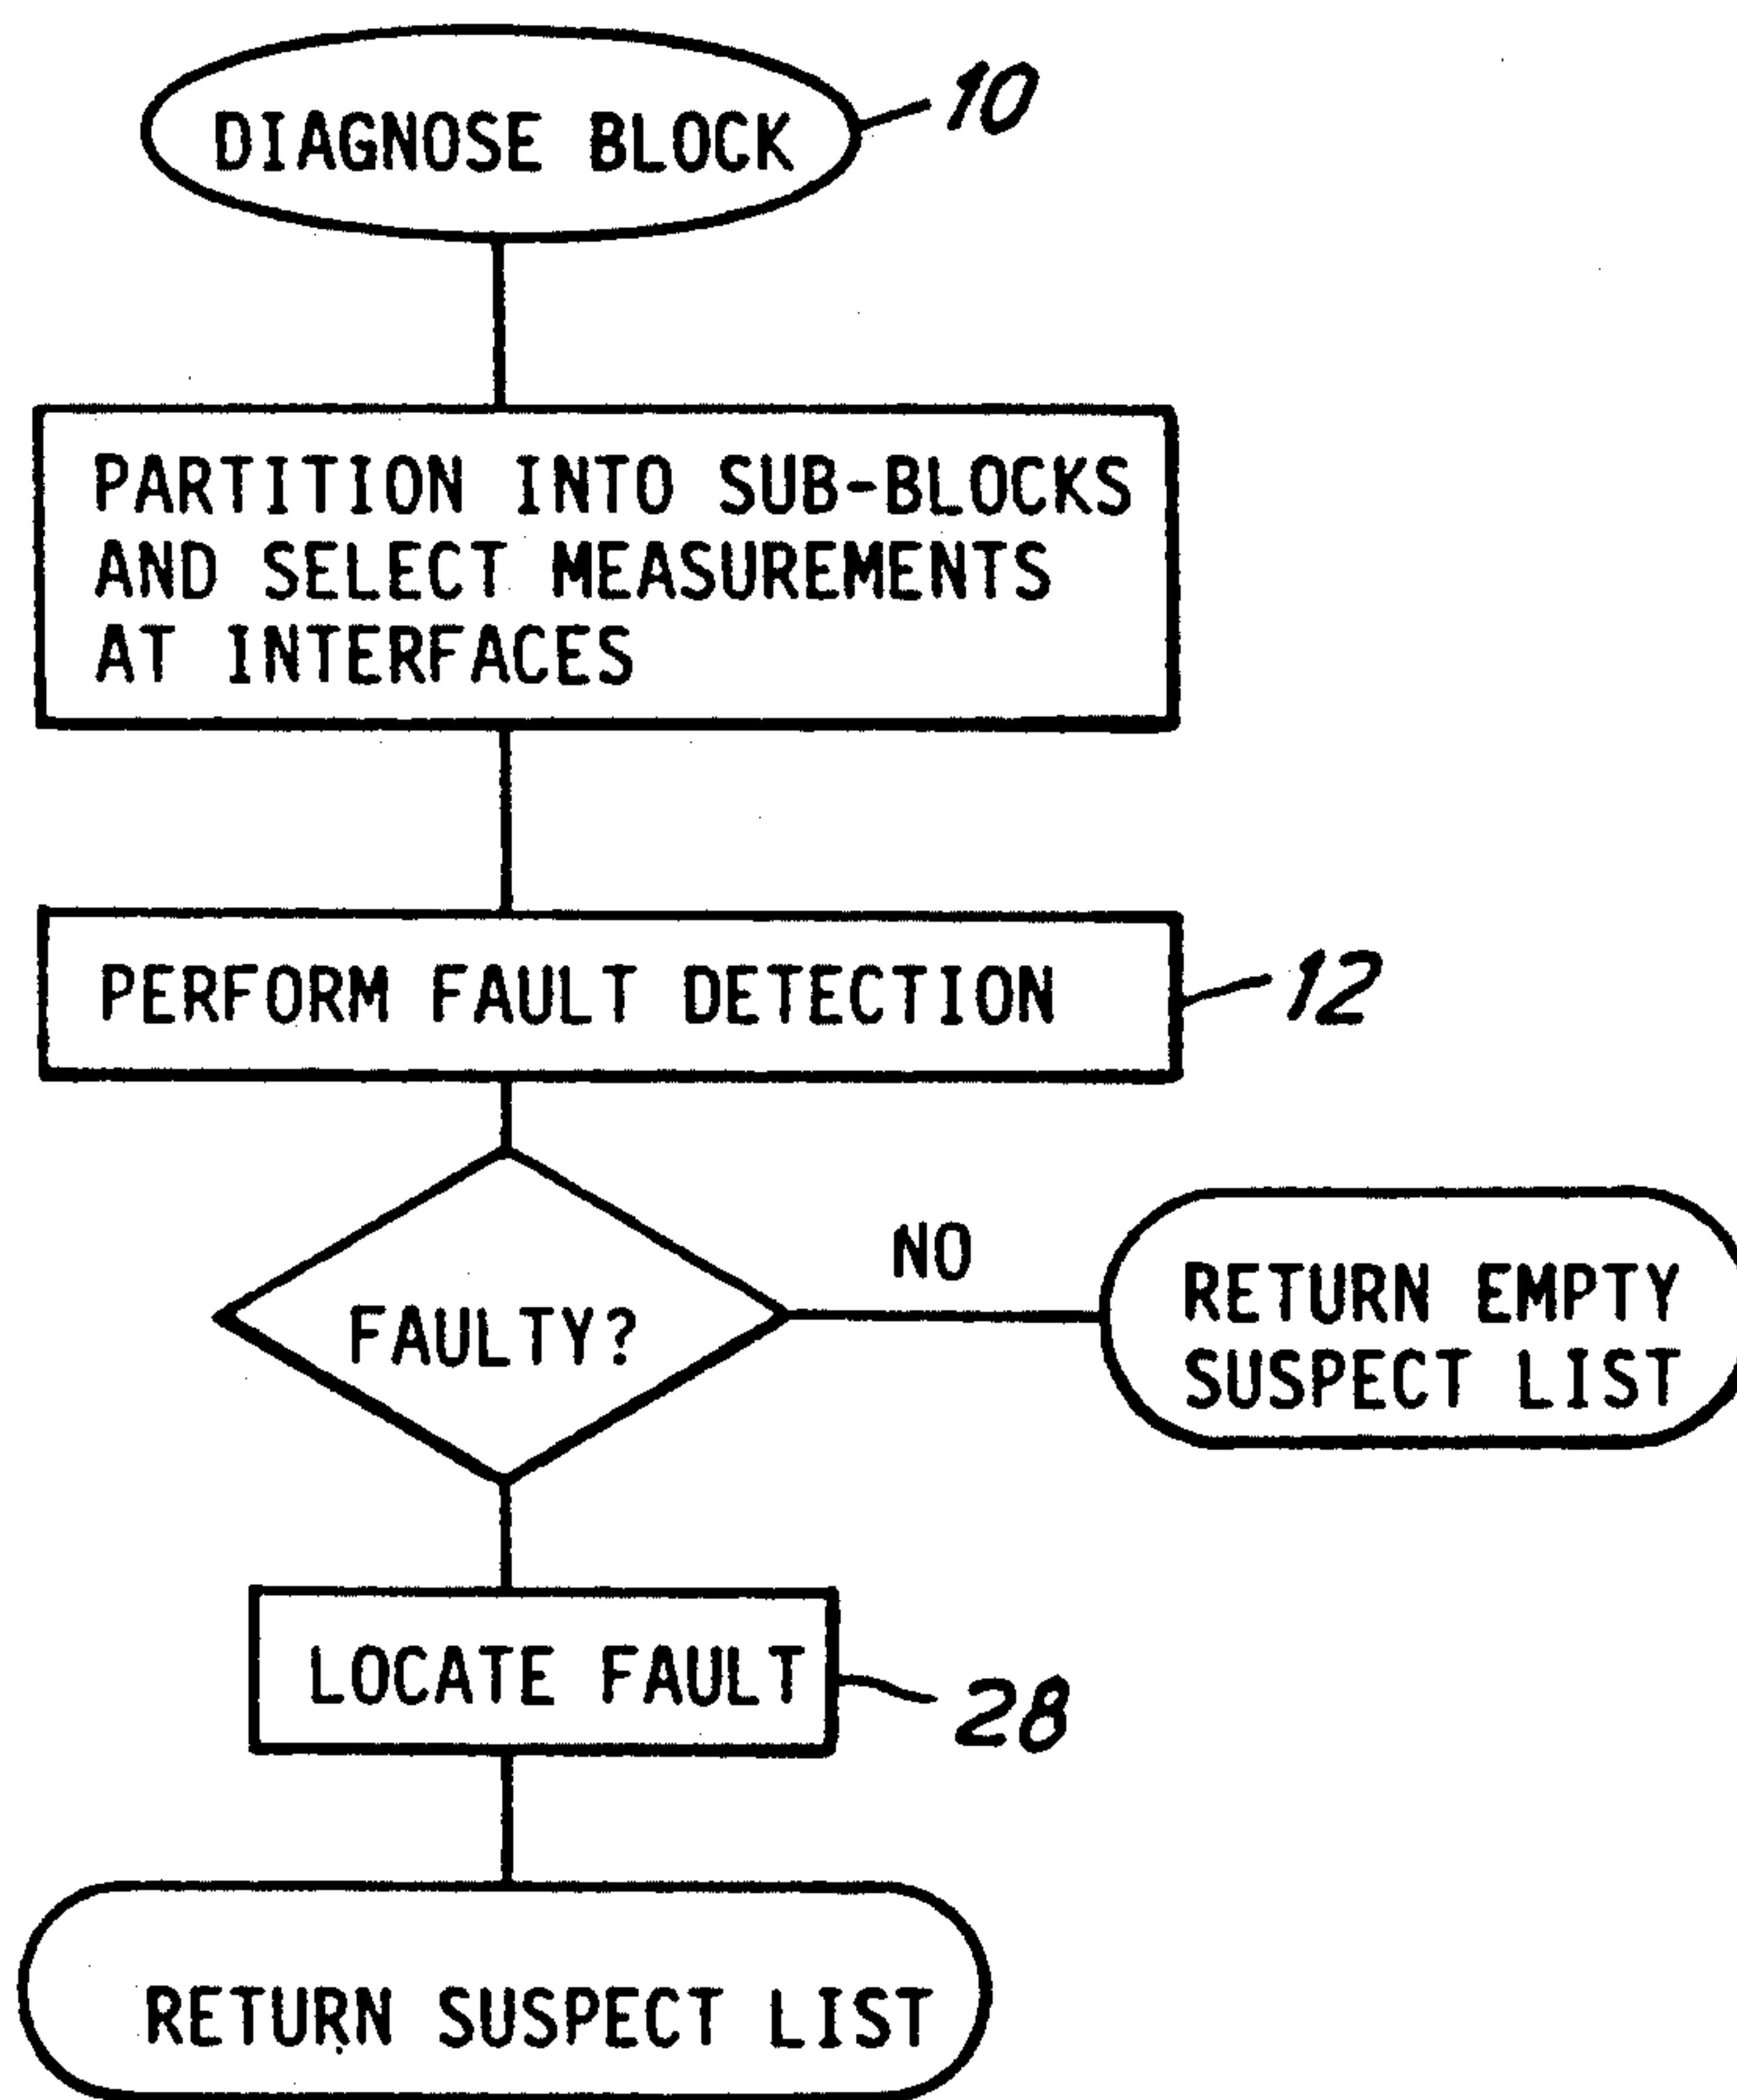 DIAGNOSE BLOCK
10
PARTITION INTO SUB-BLOCKS
AND SELECT MEASUREMENTS
AT INTERFACES
PERFORM FAULT DETECTION
12
FAULTY?
NO
RETURN EMPTY
SUSPECT LIST
LOCATE FAULT
28
RETURN SUSPECT LIST